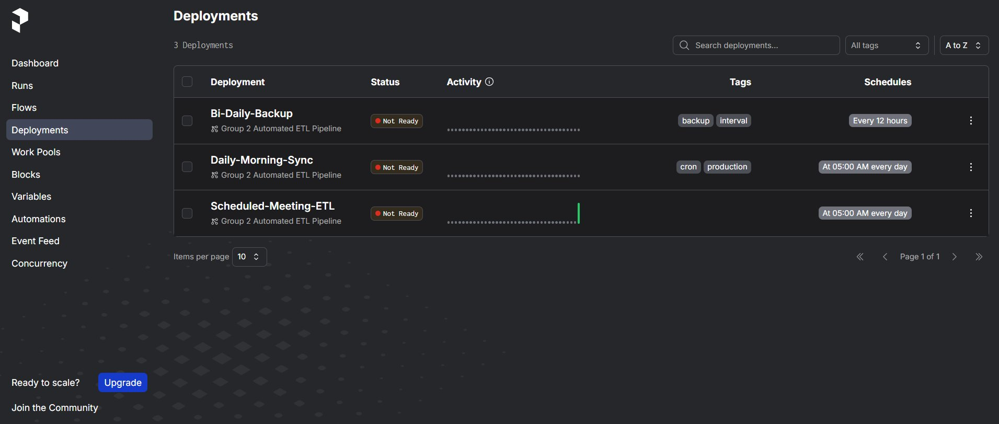 Deployments
3 Deployments
Search deployments...
All tags
A to Z
Dashboard
Runs
Flows
Deployments
Work Pools
Blocks
Variables
Automations
Event Feed
Concurrency
Deployment Status Activity Tags Schedules
Bi-Daily-Backup
Group 2 Automated ETL Pipeline
Not Ready
backup interval
Every 12 hours
Daily-Morning-Sync
Group 2 Automated ETL Pipeline
Not Ready
cron production
At 05:00 AM every day
Scheduled-Meeting-ETL
Group 2 Automated ETL Pipeline
Not Ready
At 05:00 AM every day
Items per page 10
Page 1 of 1
Ready to scale? Upgrade
Join the Community